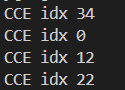 CCE idx 34
CCE idx 0
CCE idx 12
CCE idx 22